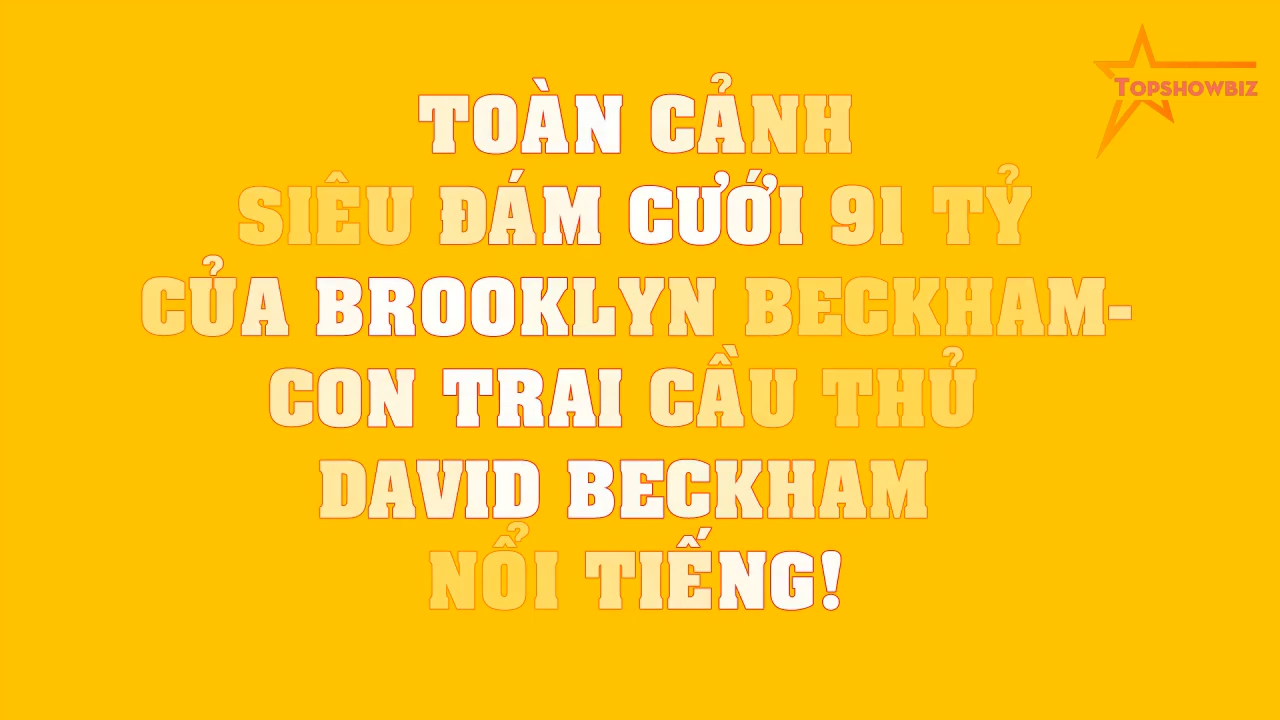 TOPSHOWBIZ
TOÀN CẢNH
SIÊU ĐÁM CƯỚI 91 TỶ
CỦA BROOKLYN BECKHAM-
CON TRAI CẦU THỦ
DAVID BECKHAM
NỔI TIẾNG!